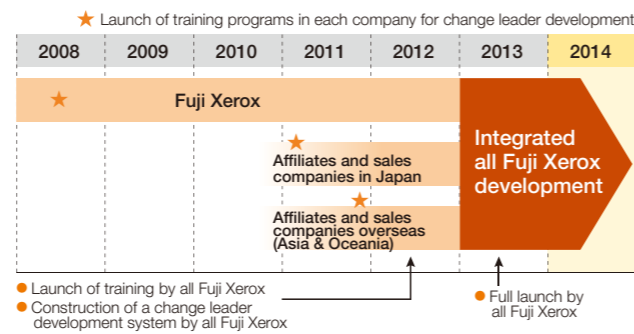 ★ Launch of training programs in each company for change leader development
2008 2009 2010 2011 2012 2013 2014
Fuji Xerox
Affiliates and sales
companies in Japan
Affiliates and sales
companies overseas
(Asia & Oceania)
Integrated
all Fuji Xerox
development
● Launch of training by all Fuji Xerox
● Construction of a change leader
development system by all Fuji Xerox
● Full launch by
all Fuji Xerox